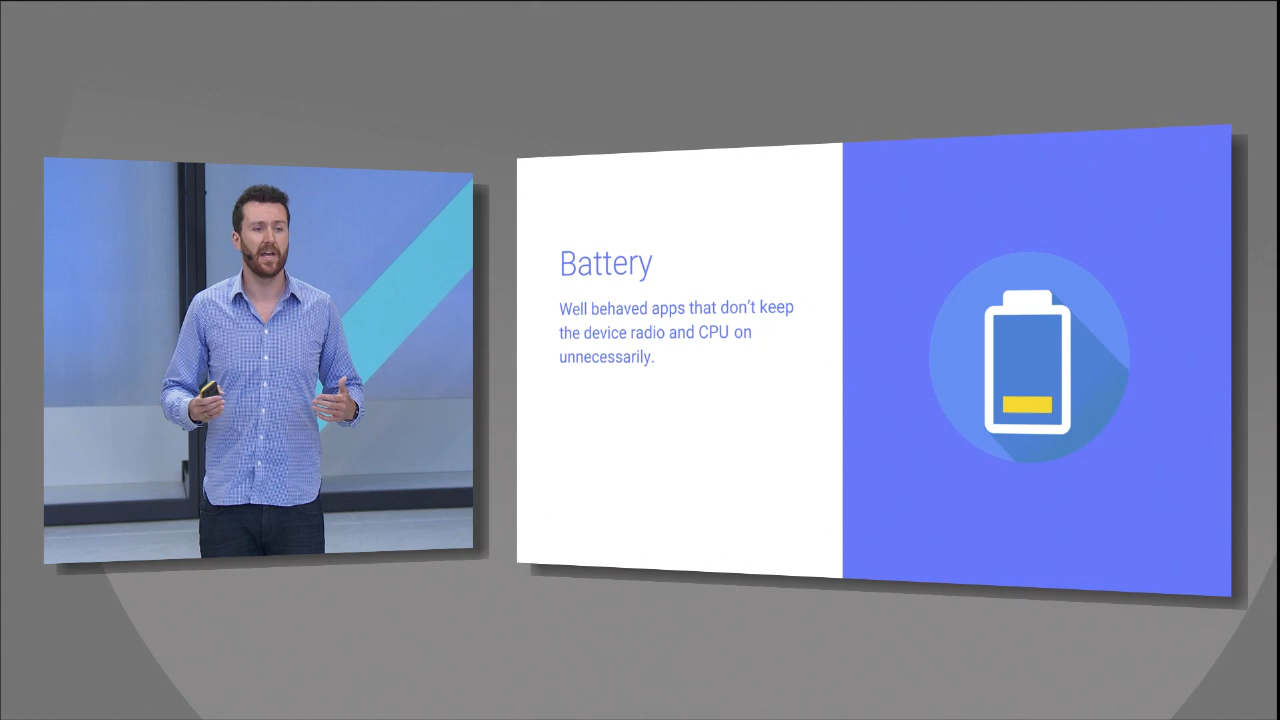 Battery
Well behaved apps that don't keep
the device radio and CPU on
unnecessarily.